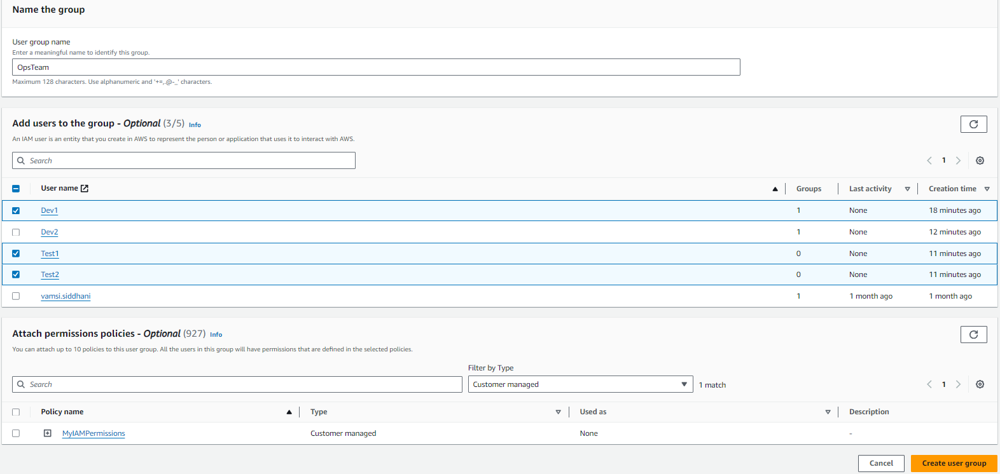 Name the group
User group name
Enter a meaningful name to identify this group.
OpsTeam
Maximum 128 characters. Use alphanumeric and '+=,.@-_' characters.
Add users to the group - Optional (3/5) Info
An IAM user is an entity that you create in AWS to represent the person or application that uses it to interact with AWS.
Search
1
User name Groups Last activity Creation time
Dev1 1 None 18 minutes ago
Dev2 1 None 12 minutes ago
Test1 0 None 11 minutes ago
Test2 0 None 11 minutes ago
vamsi.siddhani 1 1 month ago 1 month ago
Attach permissions policies - Optional (927) Info
You can attach up to 10 policies to this user group. All the users in this group will have permissions that are defined in the selected policies.
Filter by Type
Search Customer managed 1 match 1
Policy name Type Used as Description
MyIAMPermissions Customer managed None -
Cancel Create user group